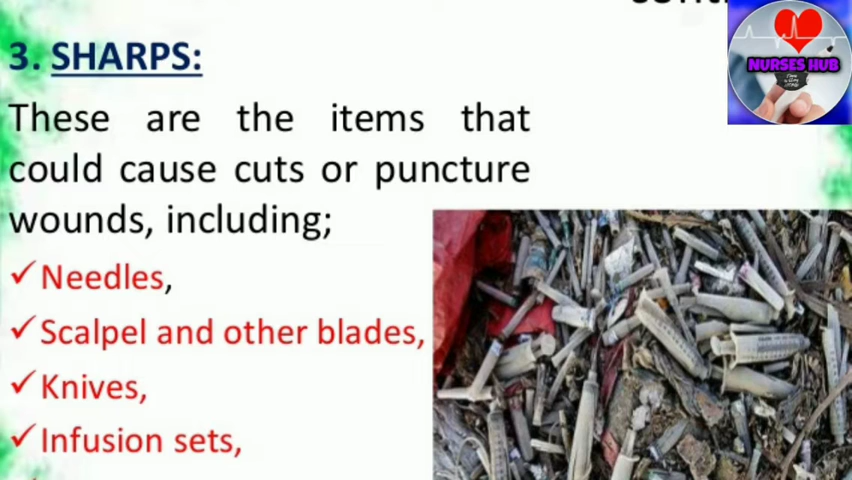 3. SHARPS:
NURSES HUB
These are the items that
could cause cuts or puncture
wounds, including;
✓Needles,
✓Scalpel and other blades,
✓Knives,
✓Infusion sets,